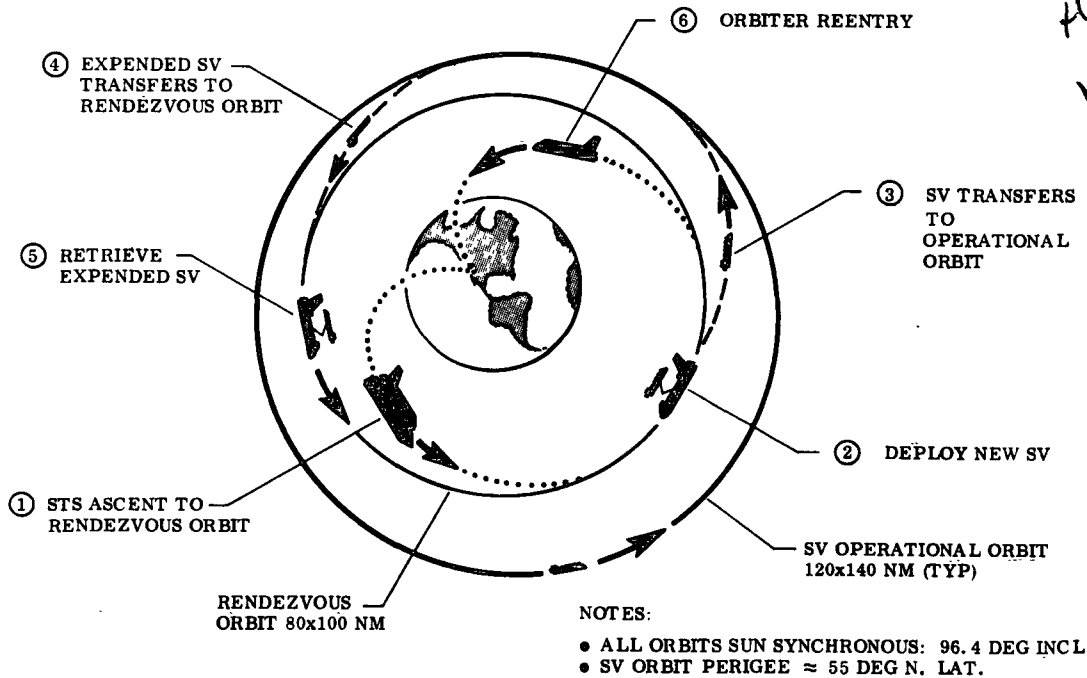 ⑥ ORBITER REENTRY
④ EXPENDED SV
TRANSFERS TO
RENDEZVOUS ORBIT
③ SV TRANSFERS
TO
OPERATIONAL
ORBIT
⑤ RETRIEVE
EXPENDED SV
② DEPLOY NEW SV
① STS ASCENT TO
RENDEZVOUS ORBIT
SV OPERATIONAL ORBIT
120x140 NM (TYP)
RENDEZVOUS
ORBIT 80x100 NM
NOTES:
• ALL ORBITS SUN SYNCHRONOUS: 96.4 DEG INCL
• SV ORBIT PERIGEE ≈ 55 DEG N. LAT.